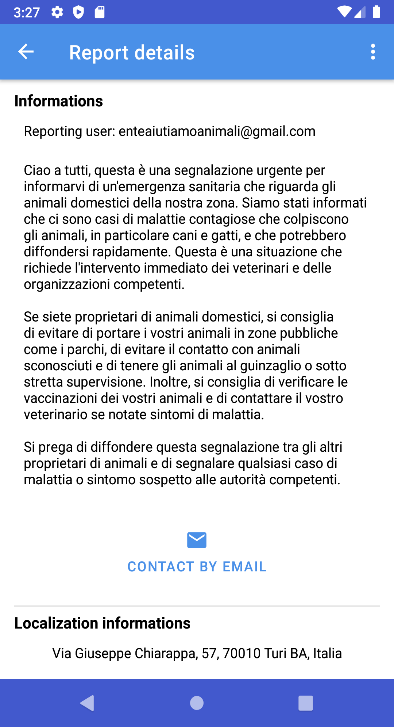 3:27
Report details
Informations
Reporting user: enteaiutiamoanimali@gmail.com
Ciao a tutti, questa è una segnalazione urgente per
informarvi di un'emergenza sanitaria che riguarda gli
animali domestici della nostra zona. Siamo stati informati
che ci sono casi di malattie contagiose che colpiscono
gli animali, in particolare cani e gatti, e che potrebbero
diffondersi rapidamente. Questa è una situazione che
richiede l'intervento immediato dei veterinari e delle
organizzazioni competenti.
Se siete proprietari di animali domestici, si consiglia
di evitare di portare i vostri animali in zone pubbliche
come i parchi, di evitare il contatto con animali
sconosciuti e di tenere gli animali al guinzaglio o sotto
stretta supervisione. Inoltre, si consiglia di verificare le
vaccinazioni dei vostri animali e di contattare il vostro
veterinario se notate sintomi di malattia.
Si prega di diffondere questa segnalazione tra gli altri
proprietari di animali e di segnalare qualsiasi caso di
malattia o sintomo sospetto alle autorità competenti.
CONTACT BY EMAIL
Localization informations
Via Giuseppe Chiarappa, 57, 70010 Turi BA, Italia